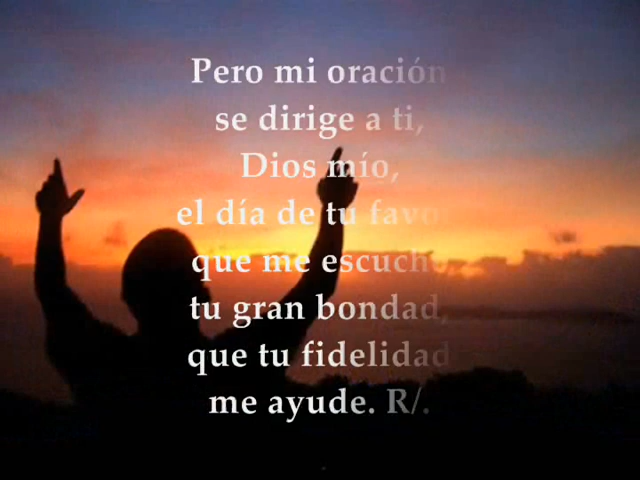 Pero mi oración
se dirige a ti,
Dios mío,
el día de tu favor
que me escuche
tu gran bondad,
que tu fidelidad
me ayude. R/.